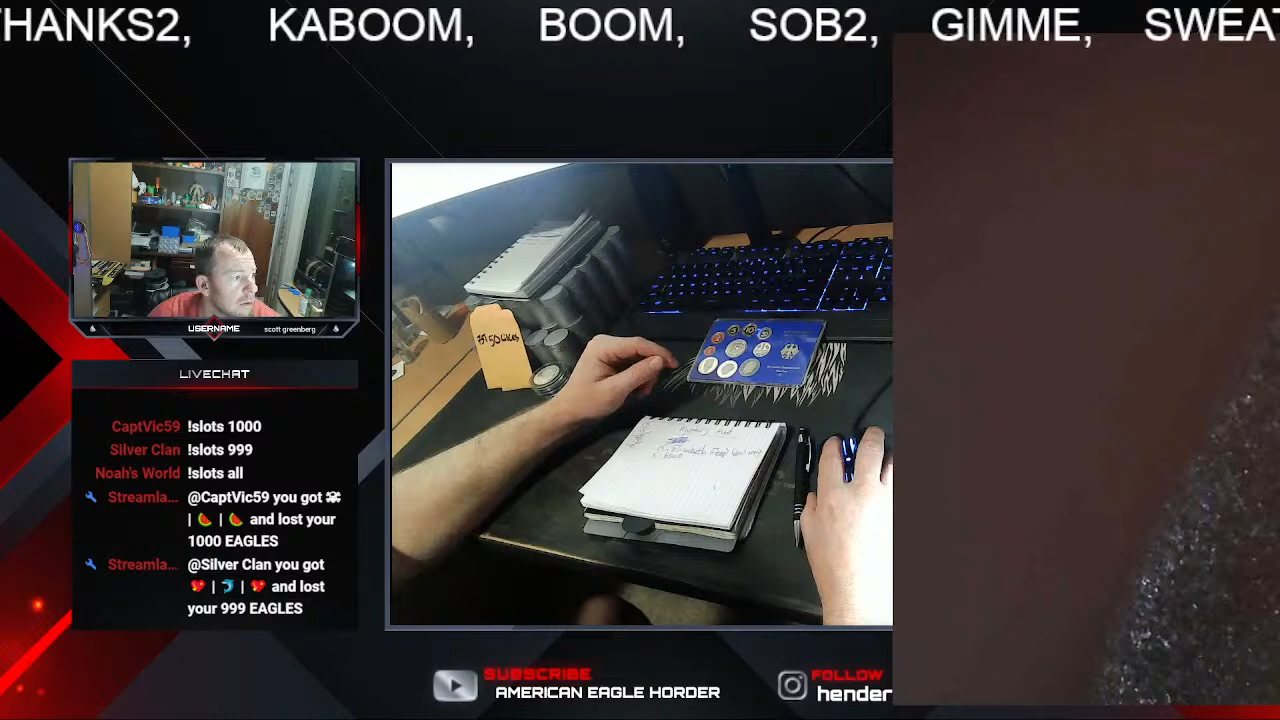 THANKS2, KABOOM, BOOM, SOB2, GIMME, SWEAT
USERNAME scott greenberg
LIVECHAT
CaptVic59 !slots 1000
Silver Clan !slots 999
Noah's World !slots all
Streamla... @CaptVic59 you got
| 🍉 | 🍉 and lost your
1000 EAGLES
Streamla... @Silver Clan you got
💖 | 🐬 | 💖 and lost
your 999 EAGLES
SUBSCRIBE
AMERICAN EAGLE HORDER
FOLLOW
hender